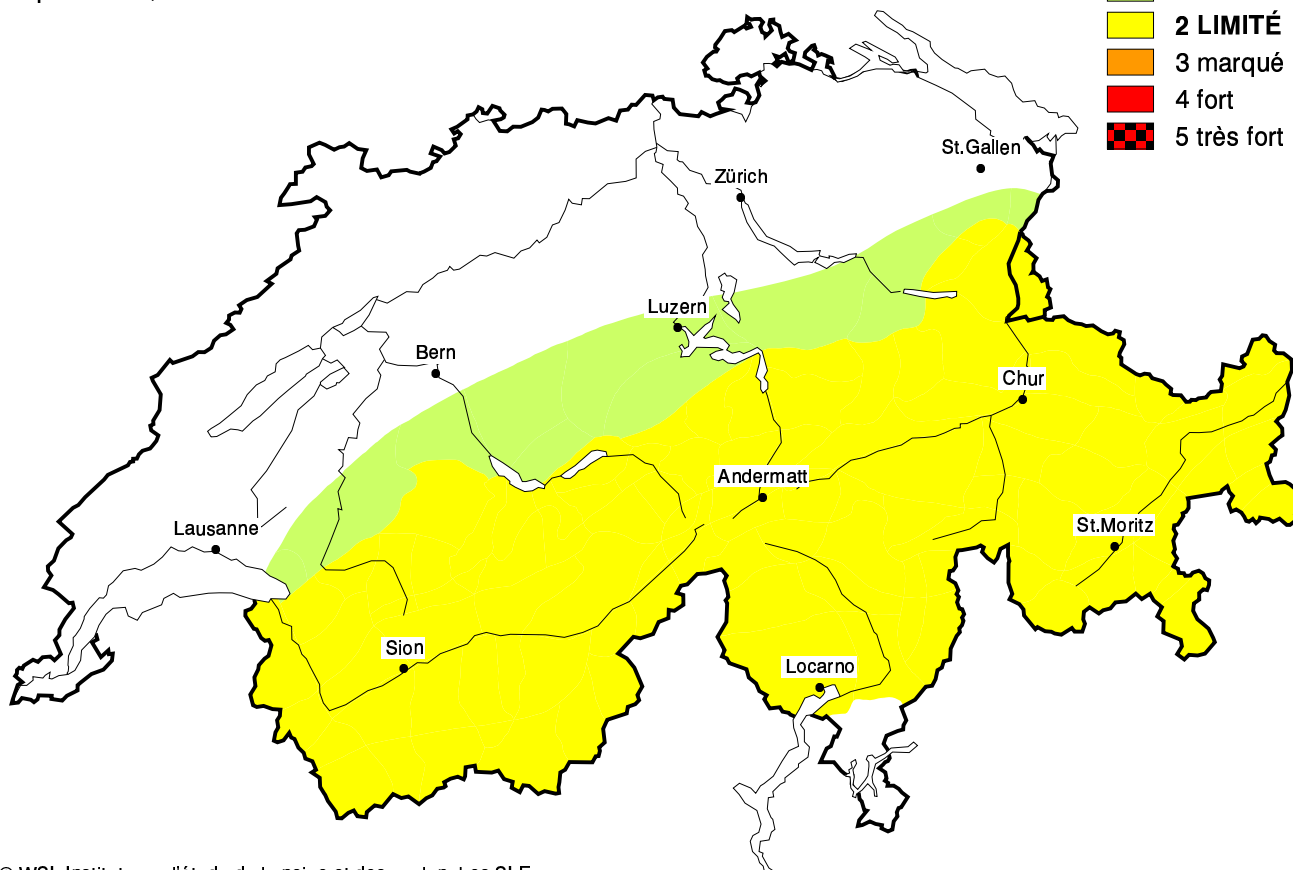 2 LIMITÉ
3 marqué
4 fort
5 très fort
St.Gallen
Zürich
Luzern
Bern
Chur
Andermatt
Lausanne
St.Moritz
Sion
Locarno